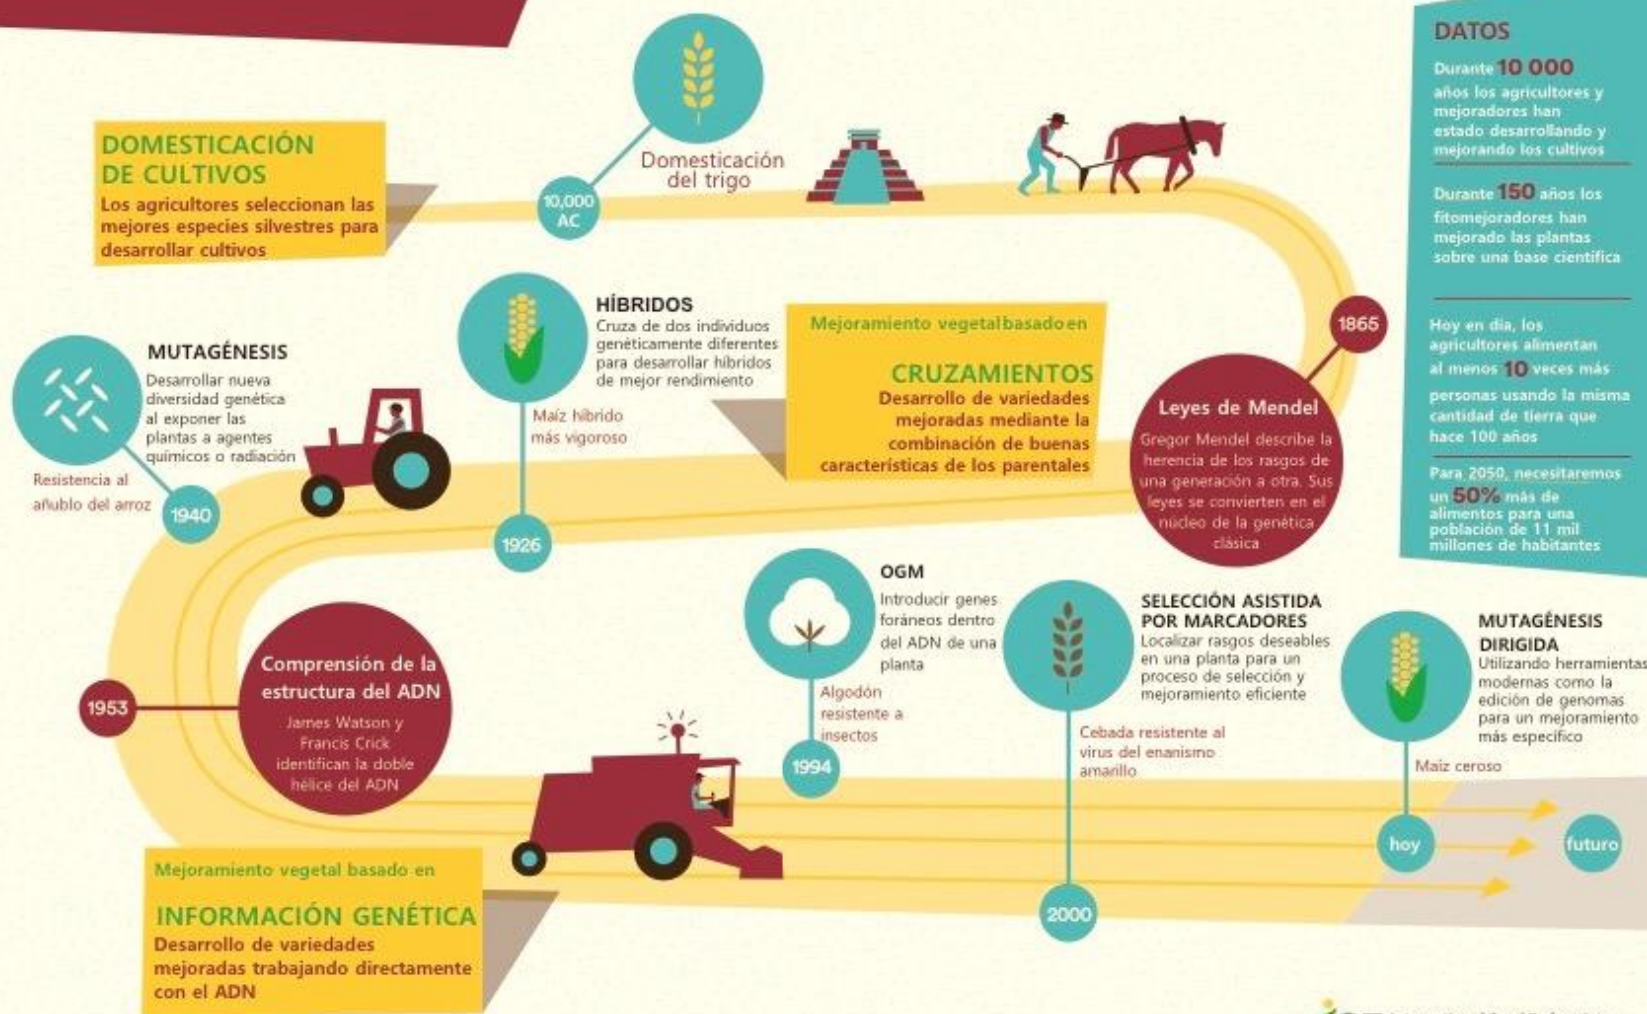 DOMESTICACIÓN
DE CULTIVOS
Los agricultores seleccionan las
mejores especies silvestres para
desarrollar cultivos
10,000
AC
Domesticación
del trigo
1865
Leyes de Mendel
Gregor Mendel describe la
herencia de los rasgos de
una generación a otra. Sus
leyes se convierten en el
núcleo de la genética
clásica
Mejoramiento vegetal basado en
CRUZAMIENTOS
Desarrollo de variedades
mejoradas mediante la
combinación de buenas
características de los parentales
HÍBRIDOS
Cruza de dos individuos
genéticamente diferentes
para desarrollar híbridos
de mejor rendimiento
Maíz híbrido
más vigoroso
1926
MUTAGÉNESIS
Desarrollar nueva
diversidad genética
al exponer las
plantas a agentes
químicos o radiación
Resistencia al
añublo del arroz
1940
1953
Comprensión de la
estructura del ADN
James Watson y
Francis Crick
identifican la doble
hélice del ADN
Mejoramiento vegetal basado en
INFORMACIÓN GENÉTICA
Desarrollo de variedades
mejoradas trabajando directamente
con el ADN
OGM
Introducir genes
foráneos dentro
del ADN de una
planta
Algodón
resistente a
insectos
1994
SELECCIÓN ASISTIDA
POR MARCADORES
Localizar rasgos deseables
en una planta para un
proceso de selección y
mejoramiento eficiente
Cebada resistente al
virus del enanismo
amarillo
2000
MUTAGÉNESIS
DIRIGIDA
Utilizando herramientas
modernas como la
edición de genomas
para un mejoramiento
más específico
Maíz ceroso
hoy
futuro
DATOS
Durante 10 000
años los agricultores y
mejoradores han
estado desarrollando y
mejorando los cultivos
Durante 150 años los
fitomejoradores han
mejorado las plantas
sobre una base científica
Hoy en día, los
agricultores alimentan
al menos 10 veces más
personas usando la misma
cantidad de tierra que
hace 100 años
Para 2050, necesitaremos
un 50% más de
alimentos para una
población de 11 mil
millones de habitantes